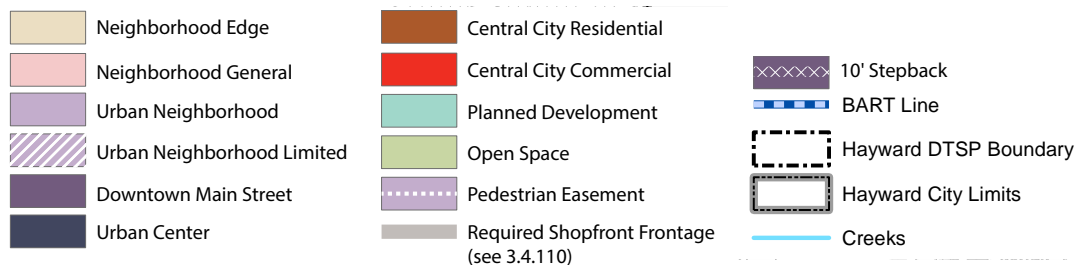 Neighborhood Edge
Neighborhood General
Urban Neighborhood
Urban Neighborhood Limited
Downtown Main Street
Urban Center
Central City Residential
Central City Commercial
Planned Development
Open Space
Pedestrian Easement
Required Shopfront Frontage
(see 3.4.110)
10' Stepback
BART Line
Hayward DTSP Boundary
Hayward City Limits
Creeks